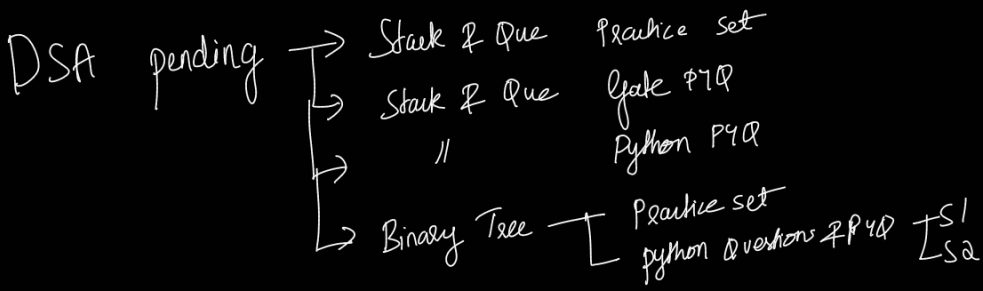 DSA pending → Stack & Que Practice set
→ Stack & Que Gate PYQ
→ " Python PYQ
→ Binary Tree Practice set
python Questions & PYQ S1
S2